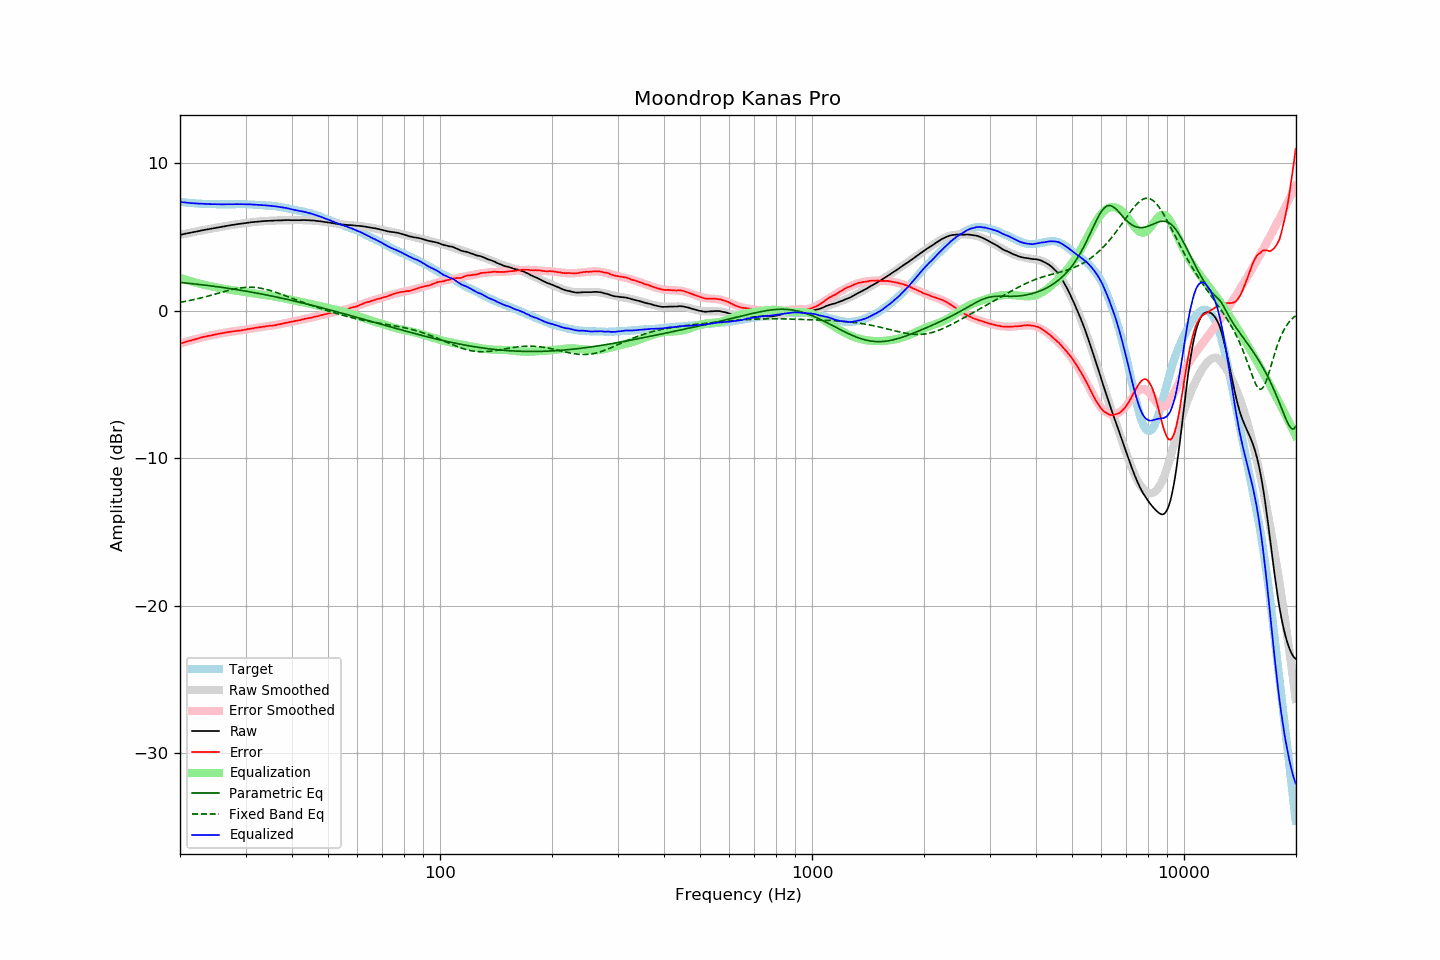 Moondrop Kanas Pro
10
0
−10
−20
−30
Amplitude (dBr)
Target
Raw Smoothed
Error Smoothed
Raw
Error
Equalization
Parametric Eq
Fixed Band Eq
Equalized
100
1000
10000
Frequency (Hz)